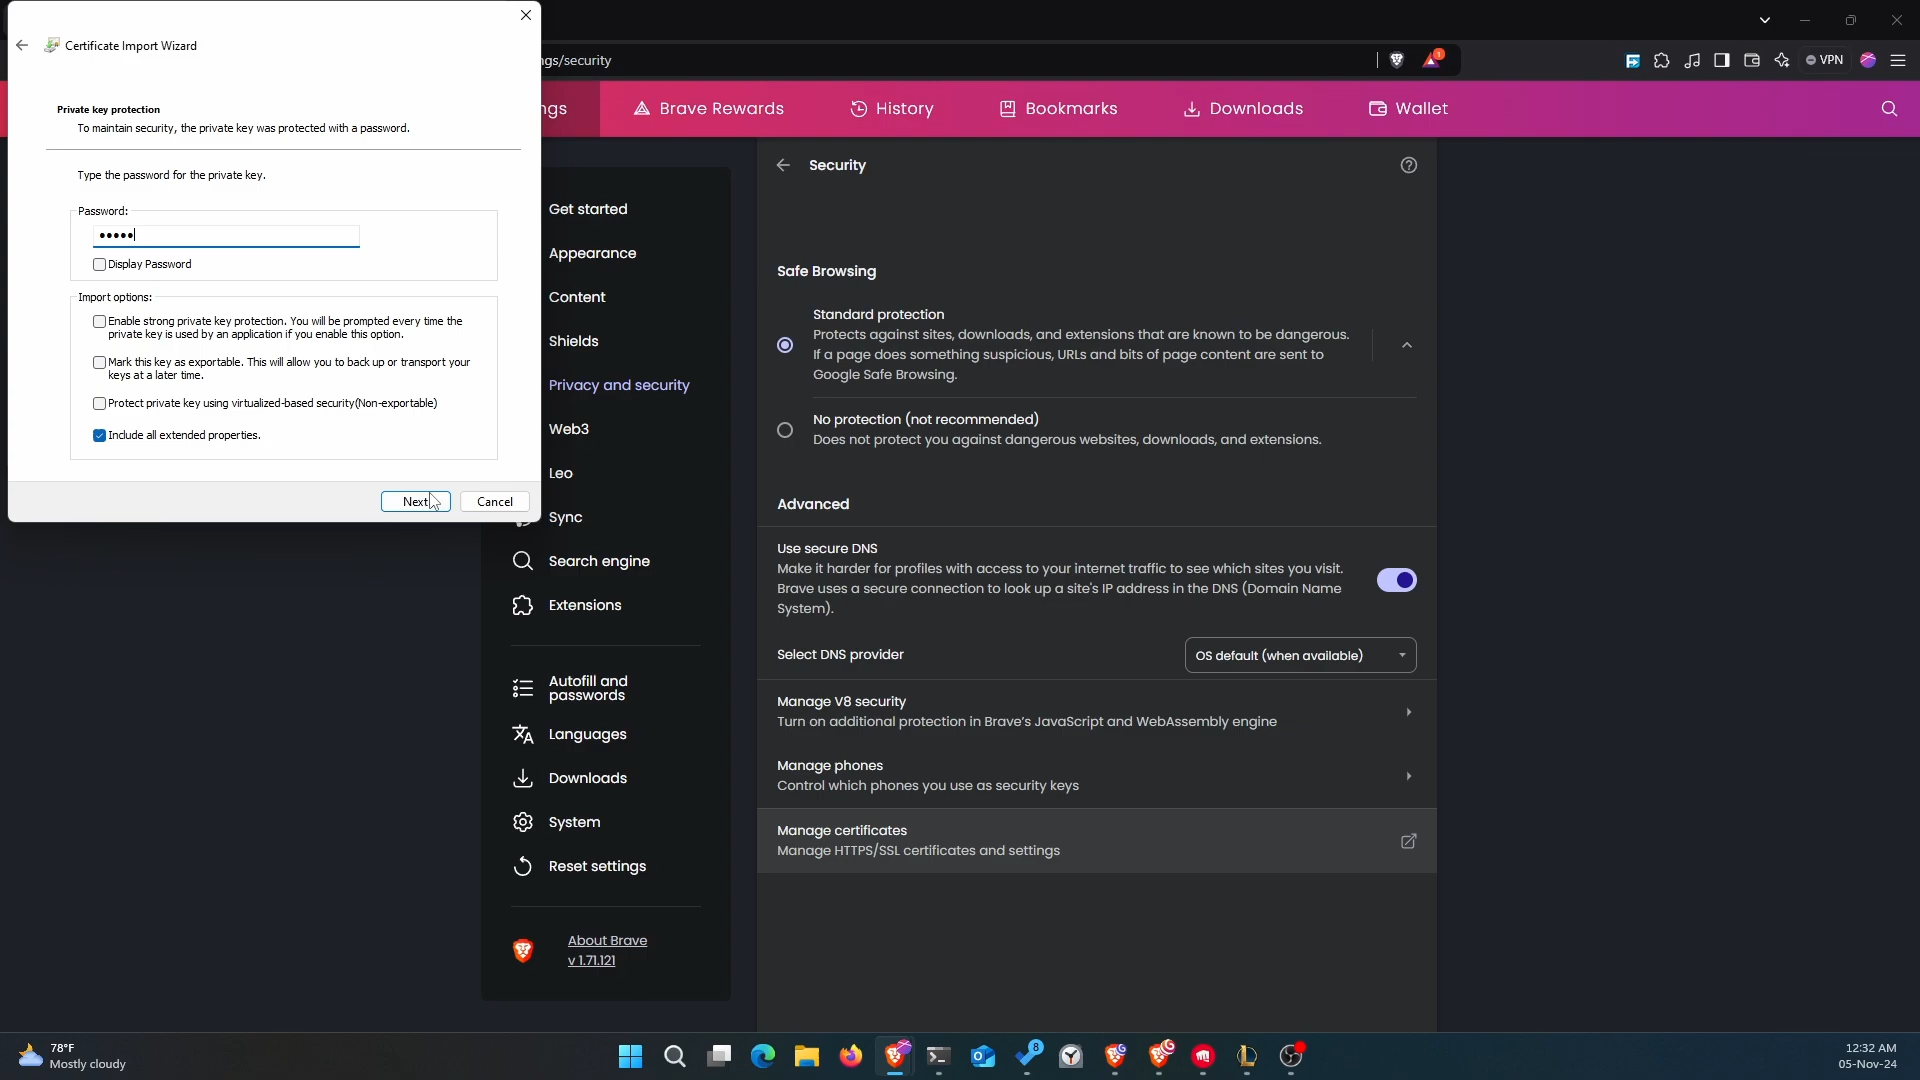 Certificate Import Wizard
Private key protection
To maintain security, the private key was protected with a password.
Type the password for the private key.
Password:
•••••
Display Password
Import options:
Enable strong private key protection. You will be prompted every time the
private key is used by an application if you enable this option.
Mark this key as exportable. This will allow you to back up or transport your
keys at a later time.
Protect private key using virtualized-based security(Non-exportable)
Include all extended properties.
Next
Cancel
ngs/security
1
VPN
ngs
Brave Rewards
History
Bookmarks
Downloads
Wallet
Get started
Appearance
Content
Shields
Privacy and security
Web3
Leo
Sync
Search engine
Extensions
Autofill and
passwords
Languages
Downloads
System
Reset settings
About Brave
v 1.71.121
Security
Safe Browsing
Standard protection
Protects against sites, downloads, and extensions that are known to be dangerous.
If a page does something suspicious, URLs and bits of page content are sent to
Google Safe Browsing.
No protection (not recommended)
Does not protect you against dangerous websites, downloads, and extensions.
Advanced
Use secure DNS
Make it harder for profiles with access to your internet traffic to see which sites you visit.
Brave uses a secure connection to look up a site's IP address in the DNS (Domain Name
System).
Select DNS provider
OS default (when available)
Manage V8 security
Turn on additional protection in Brave's JavaScript and WebAssembly engine
Manage phones
Control which phones you use as security keys
Manage certificates
Manage HTTPS/SSL certificates and settings
78°F
Mostly cloudy
8
12:32 AM
05-Nov-24